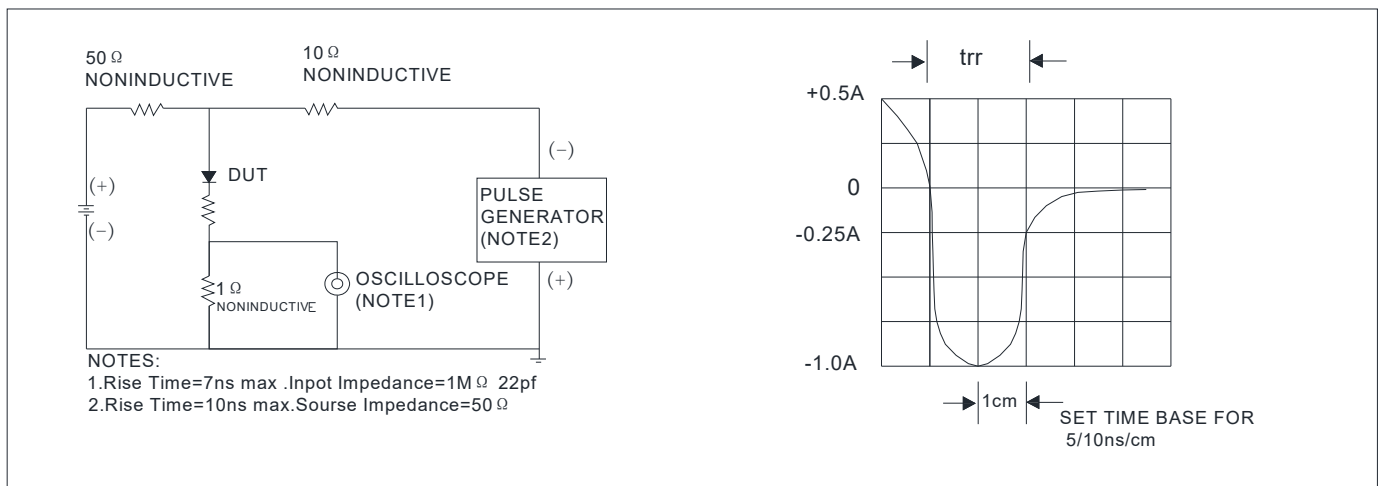 50 Ω
NONINDUCTIVE
10 Ω
NONINDUCTIVE
(+)
(−)
DUT
1 Ω
NONINDUCTIVE
OSCILLOSCOPE
(NOTE1)
(−)
PULSE
GENERATOR
(NOTE2)
(+)
NOTES:
1.Rise Time=7ns max .Inpot Impedance=1M Ω 22pf
2.Rise Time=10ns max.Sourse Impedance=50 Ω
trr
+0.5A
0
-0.25A
-1.0A
1cm
SET TIME BASE FOR
5/10ns/cm